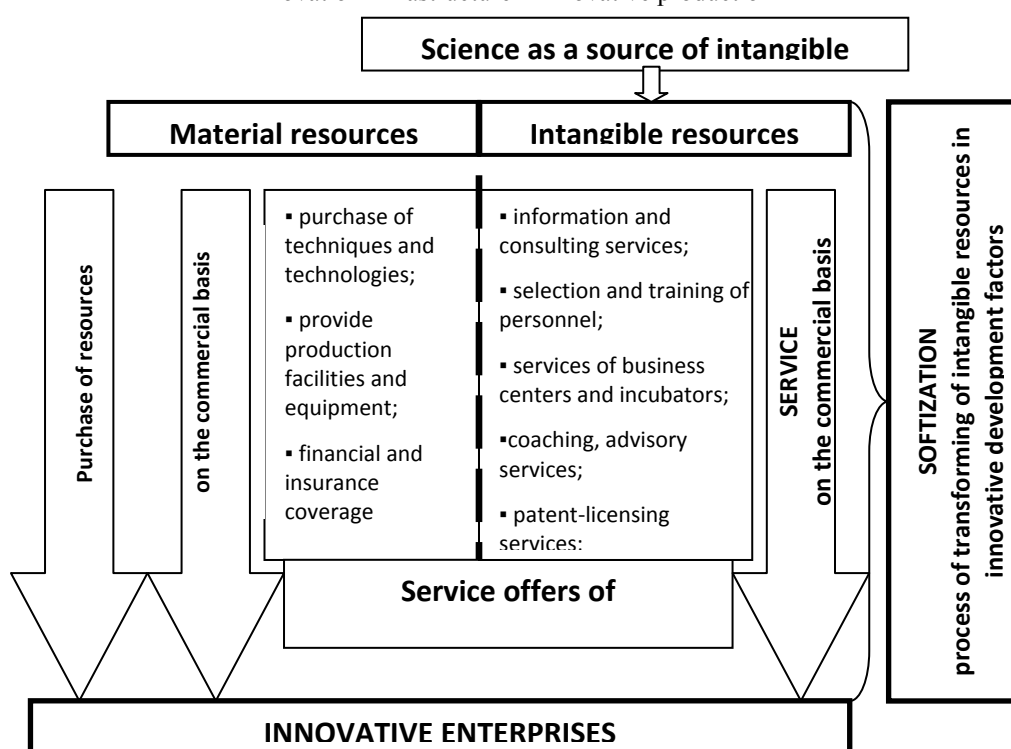 Science as a source of intangible
Material resources
Intangible resources
Purchase of resources
on the commercial basis
▪ purchase of
techniques and
technologies;
▪ provide
production
facilities and
equipment;
▪ financial and
insurance
coverage
▪ information and
consulting services;
▪ selection and training of
personnel;
▪ services of business
centers and incubators;
▪coaching, advisory
services;
▪ patent-licensing
services;
SERVICE
on the commercial basis
SOFTIZATION
process of transforming of intangible resources in
innovative development factors
Service offers of
INNOVATIVE ENTERPRISES